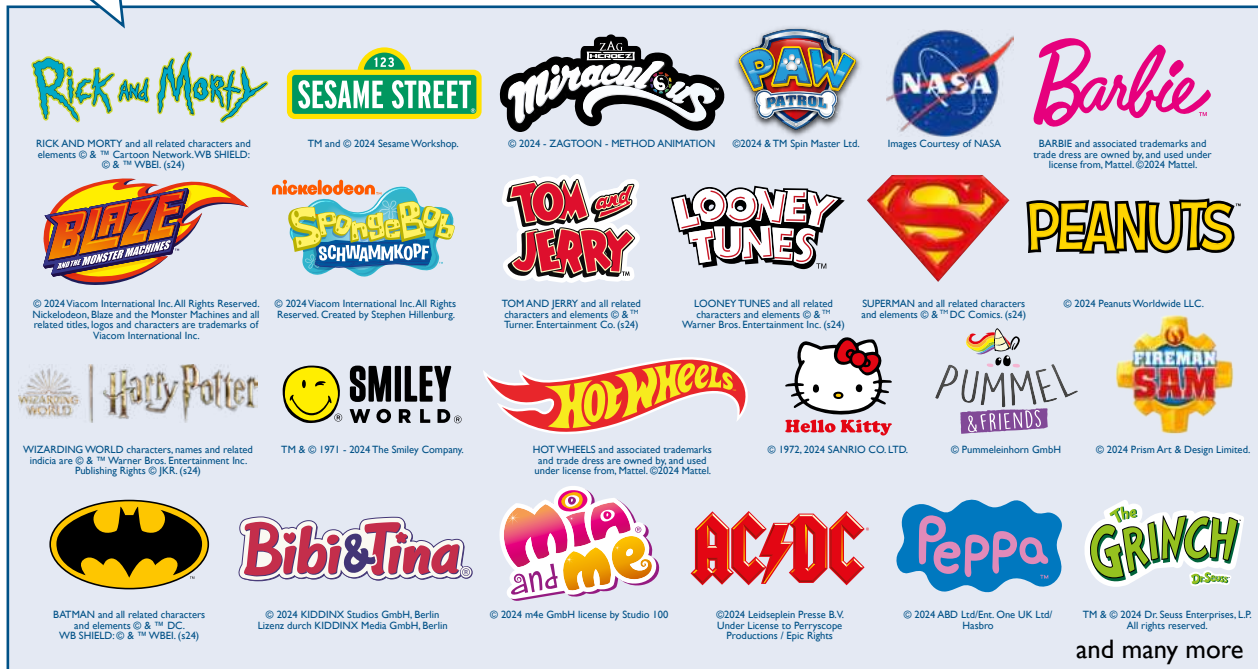 RICK AND MORTY
123
SESAME STREET
ZAG
HEROEZ
miraculous
PAW
PATROL
NASA
Barbie
RICK AND MORTY and all related characters and
elements © & ™ Cartoon Network. WB SHIELD:
© & ™ WBEI. (s24)
TM and © 2024 Sesame Workshop.
© 2024 - ZAGTOON - METHOD ANIMATION
©2024 & TM Spin Master Ltd.
Images Courtesy of NASA
BARBIE and associated trademarks and
trade dress are owned by, and used under
license from, Mattel. ©2024 Mattel.
BLAZE
AND THE MONSTER MACHINES
nickelodeon
SpongeBob
SCHWAMMKOPF
TOM and
JERRY
LOONEY
TUNES
S
PEANUTS
© 2024 Viacom International Inc. All Rights Reserved.
Nickelodeon, Blaze and the Monster Machines and all
related titles, logos and characters are trademarks of
Viacom International Inc.
© 2024 Viacom International Inc. All Rights
Reserved. Created by Stephen Hillenburg.
TOM AND JERRY and all related
characters and elements © & ™
Turner. Entertainment Co. (s24)
LOONEY TUNES and all related
characters and elements © & ™
Warner Bros. Entertainment Inc. (s24)
SUPERMAN and all related characters
and elements © & ™ DC Comics. (s24)
© 2024 Peanuts Worldwide LLC.
WIZARDING
WORLD
Harry Potter
SMILEY
WORLD®
HOT WHEELS
Hello Kitty
PUMMEL
& FRIENDS
FIREMAN
SAM
WIZARDING WORLD characters, names and related
indicia are © & ™ Warner Bros. Entertainment Inc.
Publishing Rights © JKR. (s24)
TM & © 1971 - 2024 The Smiley Company.
HOT WHEELS and associated trademarks
and trade dress are owned by, and used
under license from, Mattel. ©2024 Mattel.
© 1972, 2024 SANRIO CO. LTD.
© Pummeleinhorn GmbH
© 2024 Prism Art & Design Limited.
Bibi&Tina®
mia
and me
AC/DC
Peppa
The
GRINCH
Dr. Seuss
BATMAN and all related characters
and elements © & ™ DC.
WB SHIELD: © & ™ WBEI. (s24)
© 2024 KIDDINX Studios GmbH, Berlin
Lizenz durch KIDDINX Media GmbH, Berlin
© 2024 m4e GmbH license by Studio 100
©2024 Leidseplein Presse B.V.
Under License to Perryscope
Productions / Epic Rights
© 2024 ABD Ltd/Ent. One UK Ltd/
Hasbro
TM & © 2024 Dr. Seuss Enterprises, L.P.
All rights reserved.
and many more